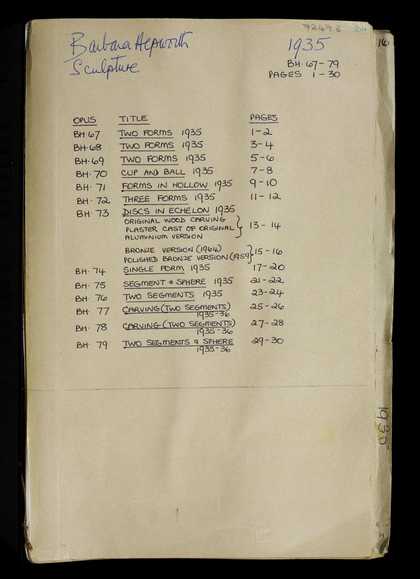 Barbara Hepworth
Sculpture
1935
BH·67-79
PAGES 1-30
16
OPUS TITLE PAGES
BH·67 TWO FORMS 1935 1-2
BH·68 TWO FORMS 1935 3-4
BH·69 TWO FORMS 1935 5-6
BH·70 CUP AND BALL 1935 7-8
BH·71 FORMS IN HOLLOW 1935 9-10
BH·72 THREE FORMS 1935 11-12
BH·73 DISCS IN ECHELON 1935
ORIGINAL WOOD CARVING
PLASTER CAST OF ORIGINAL 13-14
ALUMINIUM VERSION
BRONZE VERSION (1964) 15-16
POLISHED BRONZE VERSION (1959)
BH·74 SINGLE FORM 1935 17-20
BH·75 SEGMENT & SPHERE 1935 21-22
BH·76 TWO SEGMENTS 1935 23-24
BH·77 CARVING (TWO SEGMENTS) 25-26
1935-36
BH·78 CARVING (TWO SEGMENTS) 27-28
1935-36
BH·79 TWO SEGMENTS & SPHERE 29-30
1935-36
1935